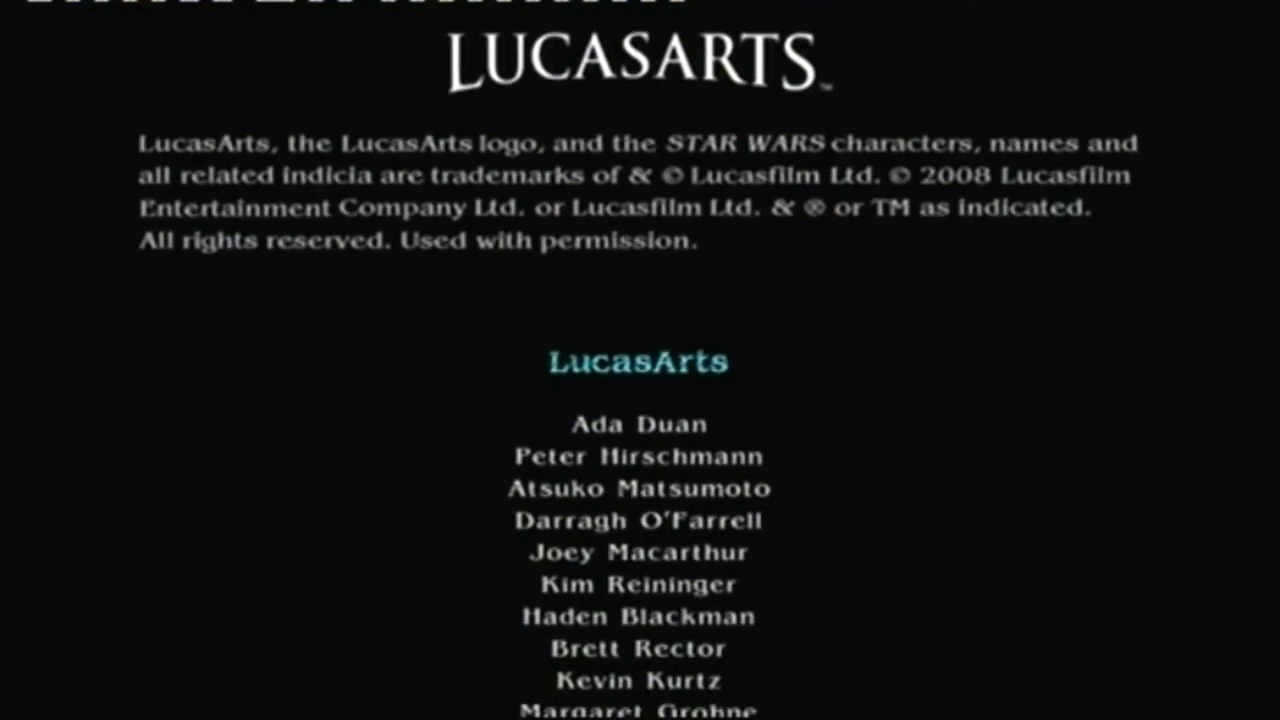 LUCASARTS™
LucasArts, the LucasArts logo, and the STAR WARS characters, names and
all related indicia are trademarks of & © Lucasfilm Ltd. © 2008 Lucasfilm
Entertainment Company Ltd. or Lucasfilm Ltd. & ® or TM as indicated.
All rights reserved. Used with permission.
LucasArts
Ada Duan
Peter Hirschmann
Atsuko Matsumoto
Darragh O'Farrell
Joey Macarthur
Kim Reininger
Haden Blackman
Brett Rector
Kevin Kurtz
Margaret Grohne